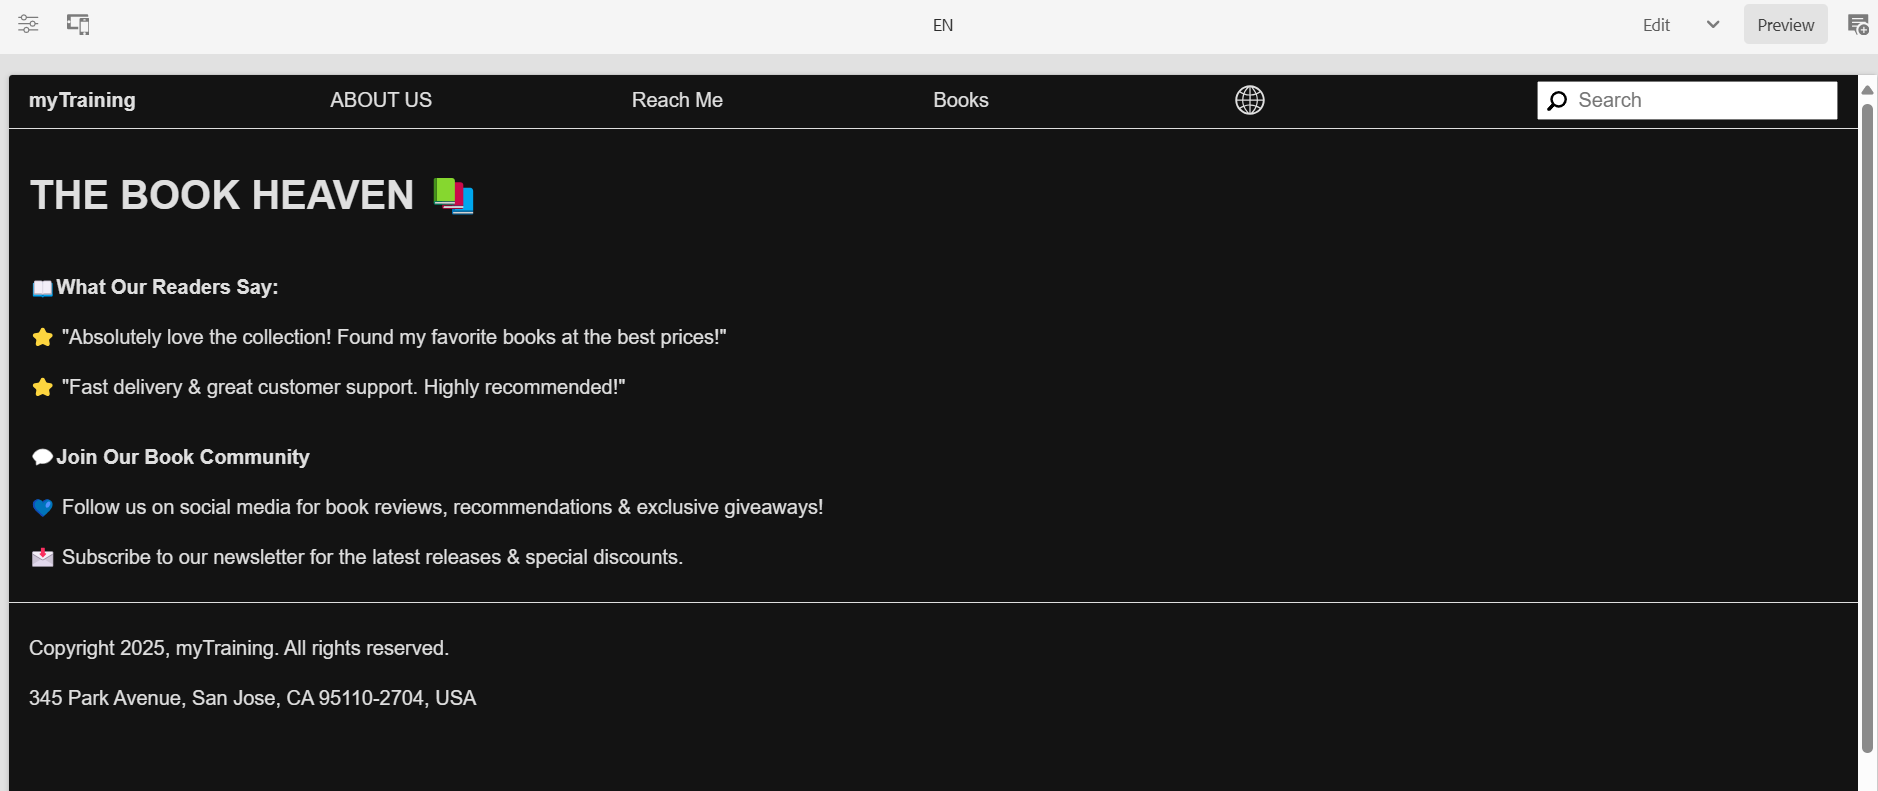 EN
Edit
Preview
myTraining
ABOUT US
Reach Me
Books
Search
THE BOOK HEAVEN 📚
📖What Our Readers Say:
⭐ "Absolutely love the collection! Found my favorite books at the best prices!"
⭐ "Fast delivery & great customer support. Highly recommended!"
💬Join Our Book Community
💙 Follow us on social media for book reviews, recommendations & exclusive giveaways!
📩 Subscribe to our newsletter for the latest releases & special discounts.
Copyright 2025, myTraining. All rights reserved.
345 Park Avenue, San Jose, CA 95110-2704, USA